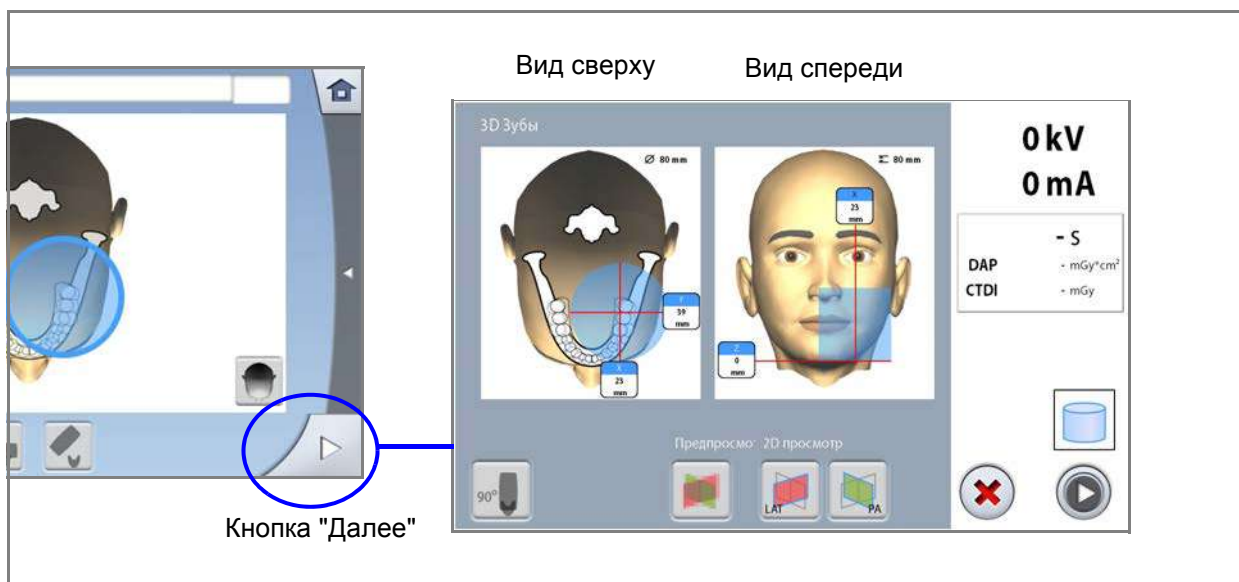 Вид сверху
Вид спереди
3D Зубы
Ø 80 mm
80 mm
X
23
mm
Y
39
mm
X
23
mm
Z
0
mm
0 kV
0 mA
- s
DAP - mGy*cm²
CTDI - mGy
Предпросмо 2D просмотр
90°
LAT
PA
Кнопка "Далее"